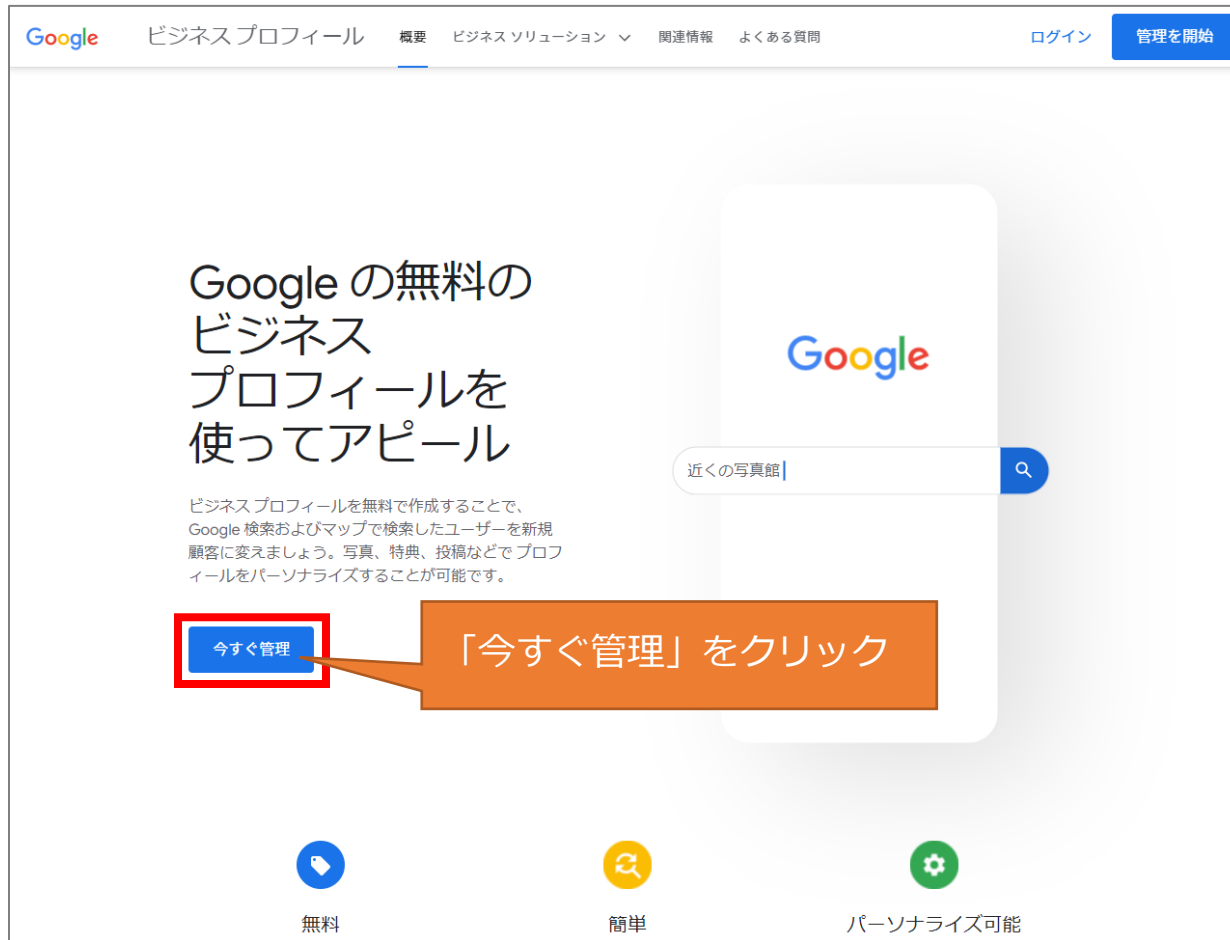 Google ビジネス プロフィール 概要 ビジネス ソリューション 関連情報 よくある質問 ログイン 管理を開始
Google の無料の
ビジネス
プロフィールを
使ってアピール
ビジネス プロフィールを無料で作成することで、
Google 検索およびマップで検索したユーザーを新規
顧客に変えましょう。写真、特典、投稿などで プロフ
ィールをパーソナライズすることが可能です。
今すぐ管理
「今すぐ管理」をクリック
Google
近くの写真館
無料
簡単
パーソナライズ可能